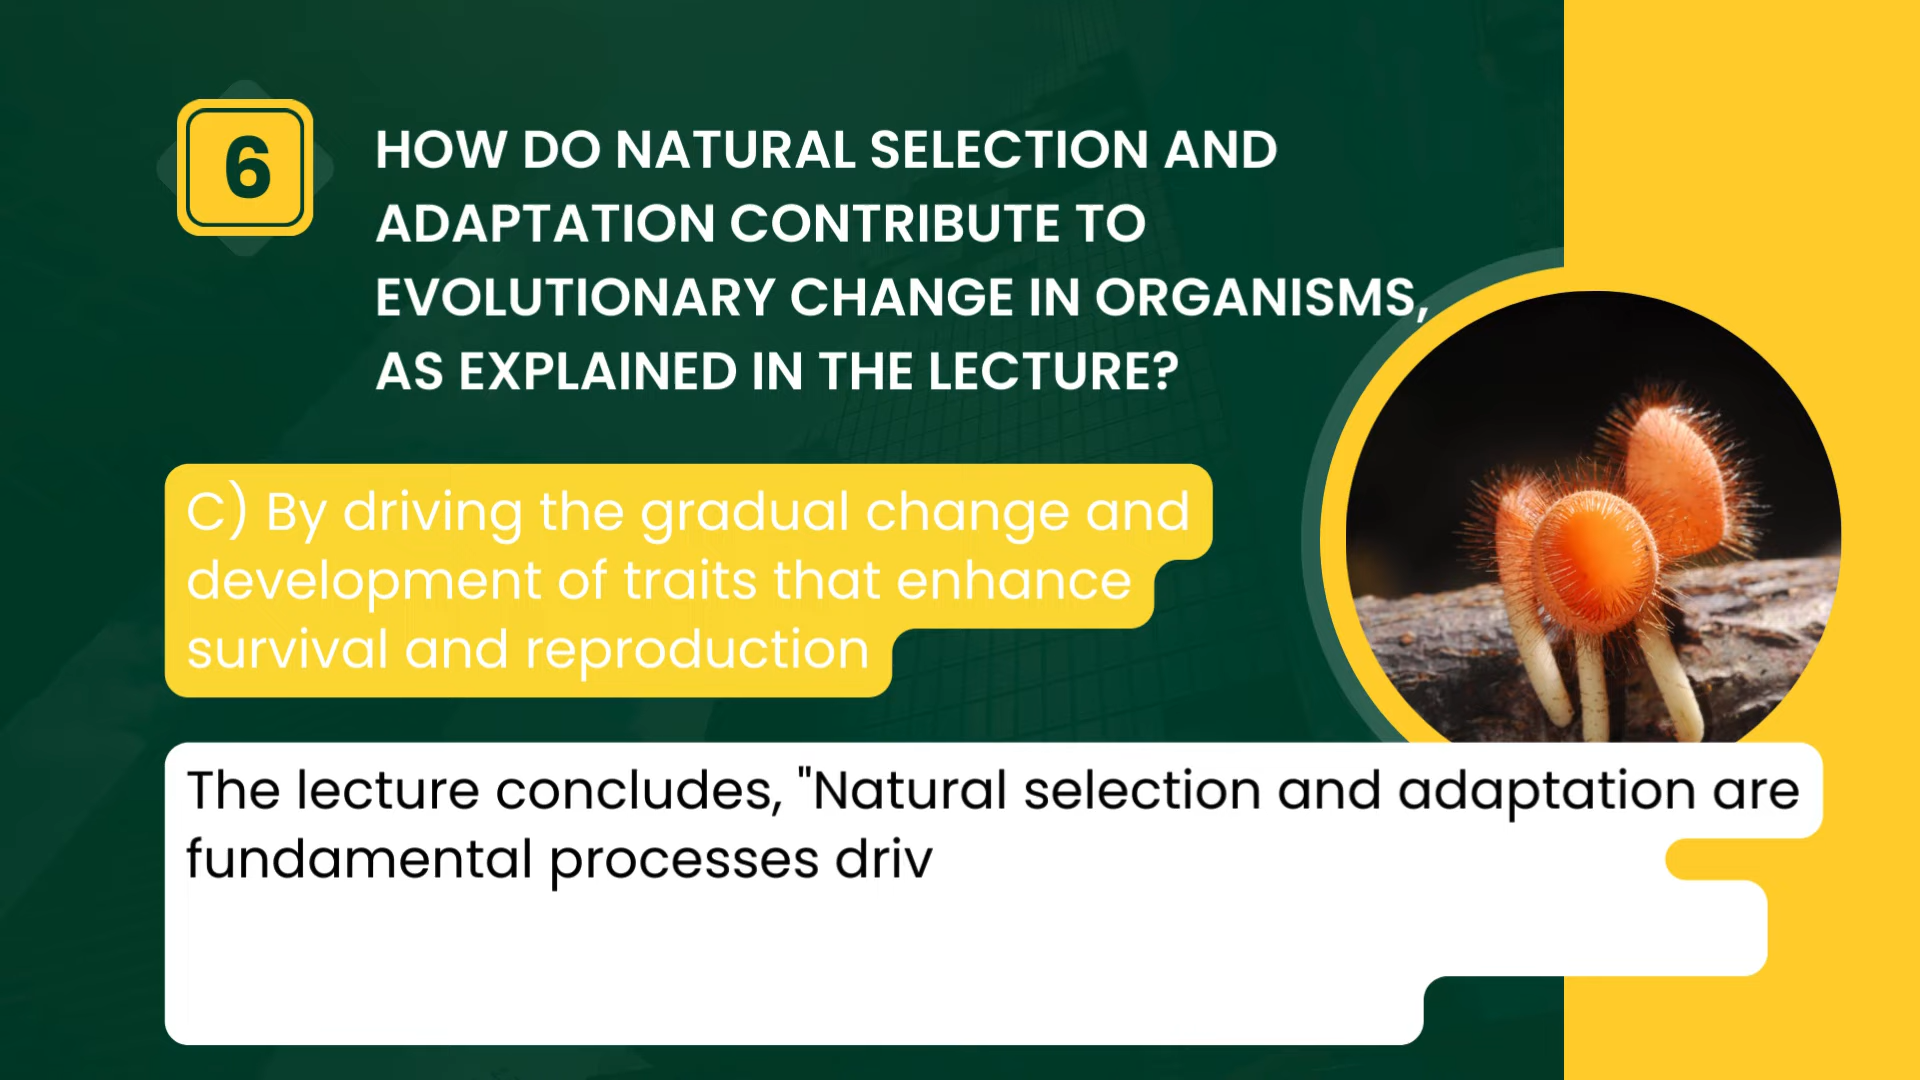 6
HOW DO NATURAL SELECTION AND
ADAPTATION CONTRIBUTE TO
EVOLUTIONARY CHANGE IN ORGANISMS,
AS EXPLAINED IN THE LECTURE?
C) By driving the gradual change and
development of traits that enhance
survival and reproduction
The lecture concludes, "Natural selection and adaptation are
fundamental processes driv